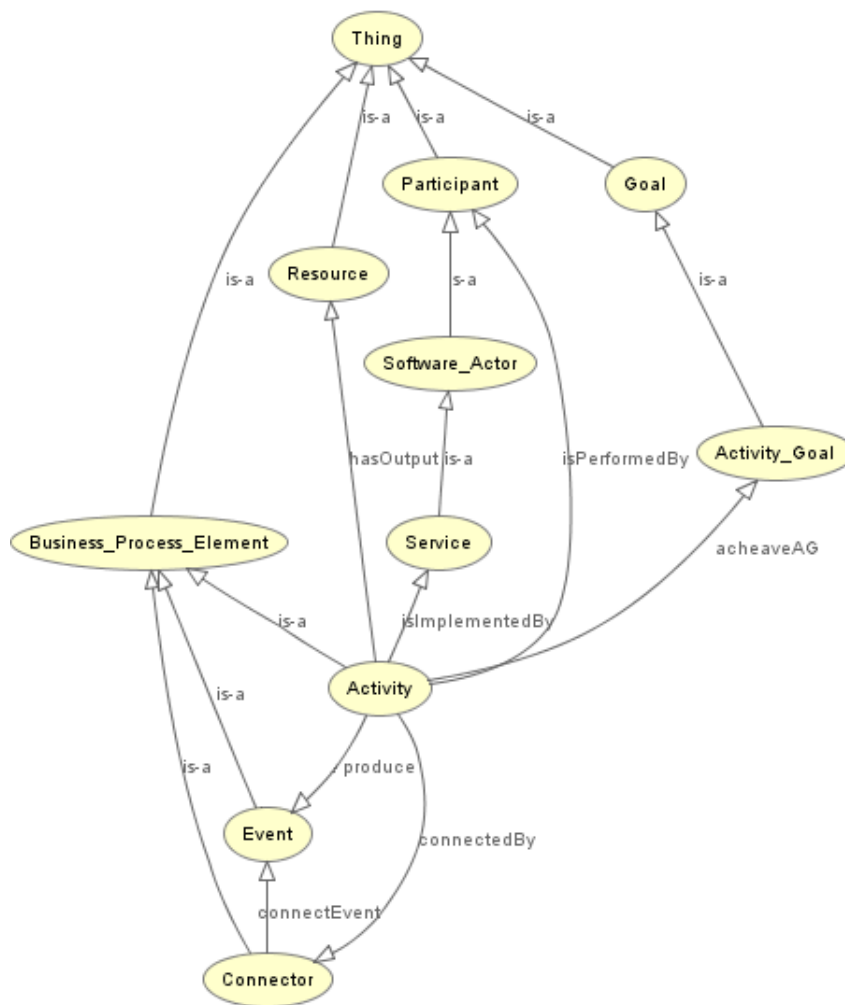 Thing
is-a
is-a
is-a
Participant
Goal
Resource
is-a
s-a
is-a
Software_Actor
hasOutput
is-a
isPerformedBy
Activity_Goal
Business_Process_Element
Service
acheaveAG
is-a
isImplementedBy
Activity
is-a
is-a
. produce
Event
connectedBy
connectEvent
Connector